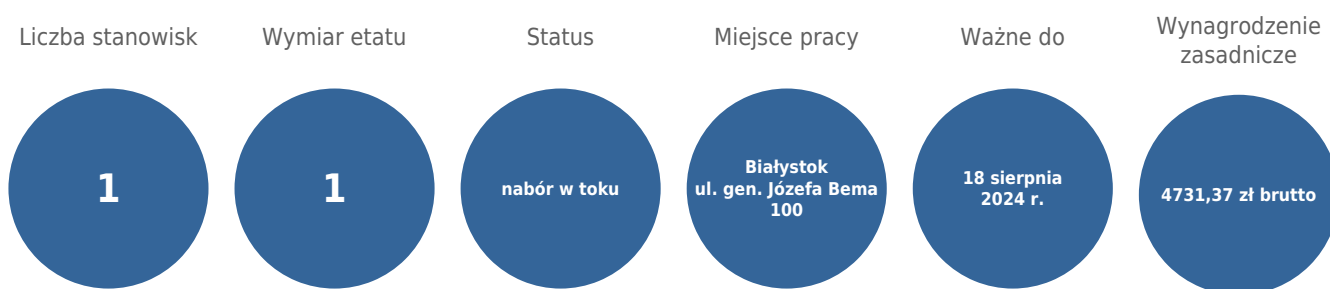 Liczba stanowisk
1
Wymiar etatu
1
Status
nabór w toku
Miejsce pracy
Białystok
ul. gen. Józefa Bema
100
Ważne do
18 sierpnia
2024 r.
Wynagrodzenie
zasadnicze
4731,37 zł brutto